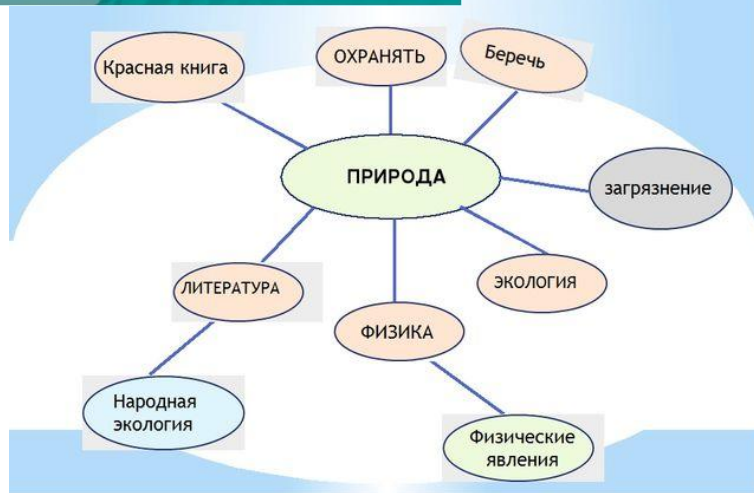 Красная книга
ОХРАНЯТЬ
Беречь
ПРИРОДА
загрязнение
ЛИТЕРАТУРА
ЭКОЛОГИЯ
ФИЗИКА
Народная
экология
Физические
явления